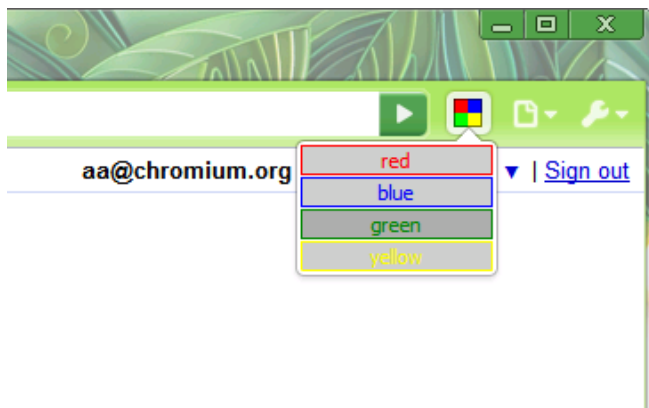 aa@chromium.org ▼ | Sign out
red
blue
green
yellow